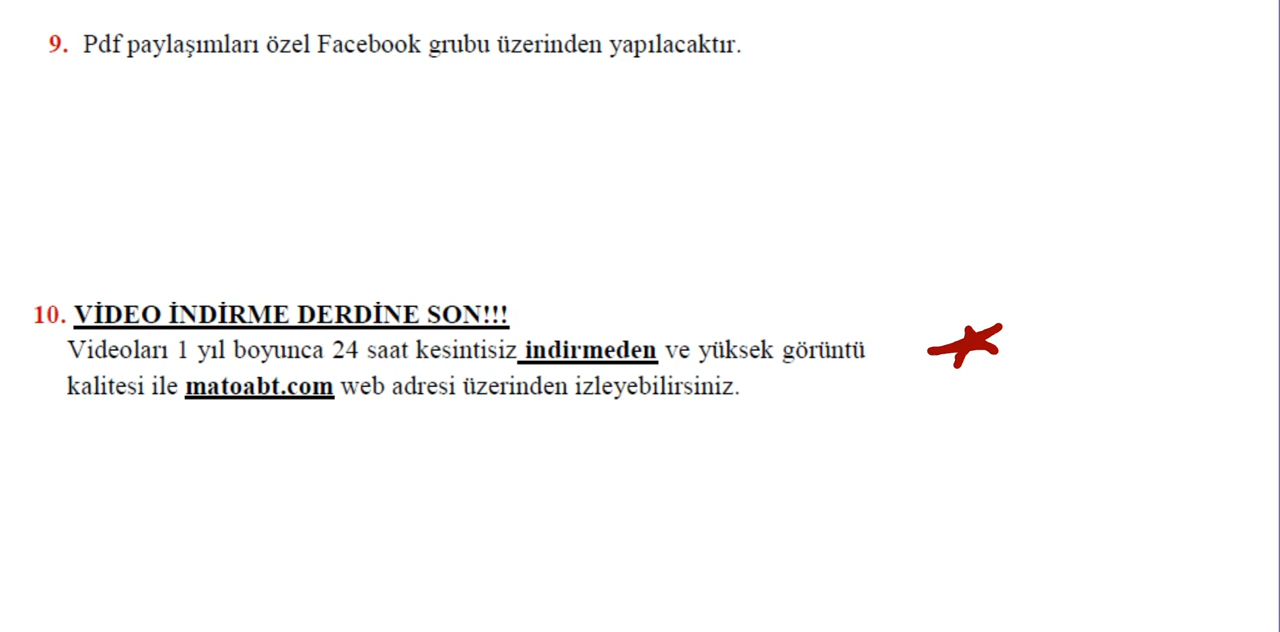 9. Pdf paylaşımları özel Facebook grubu üzerinden yapılacaktır.
10. VİDEO İNDİRME DERDİNE SON!!!
Videoları 1 yıl boyunca 24 saat kesintisiz indirmeden ve yüksek görüntü
kalitesi ile matoabt.com web adresi üzerinden izleyebilirsiniz.